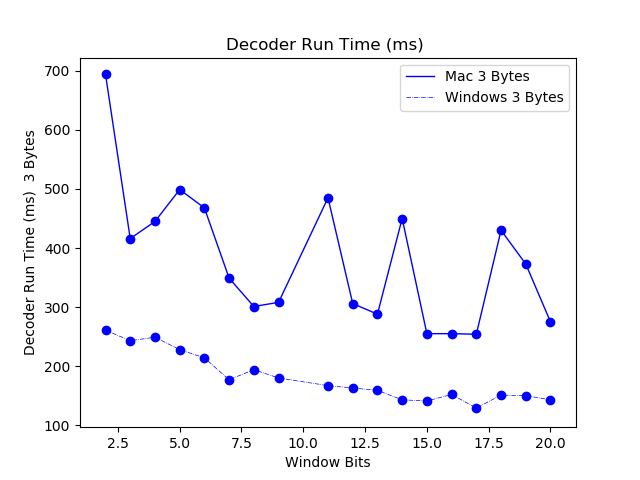 Decoder Run Time (ms)
Mac 3 Bytes
Windows 3 Bytes
Decoder Run Time (ms)  3 Bytes
700
600
500
400
300
200
100
2.5 5.0 7.5 10.0 12.5 15.0 17.5 20.0
Window Bits